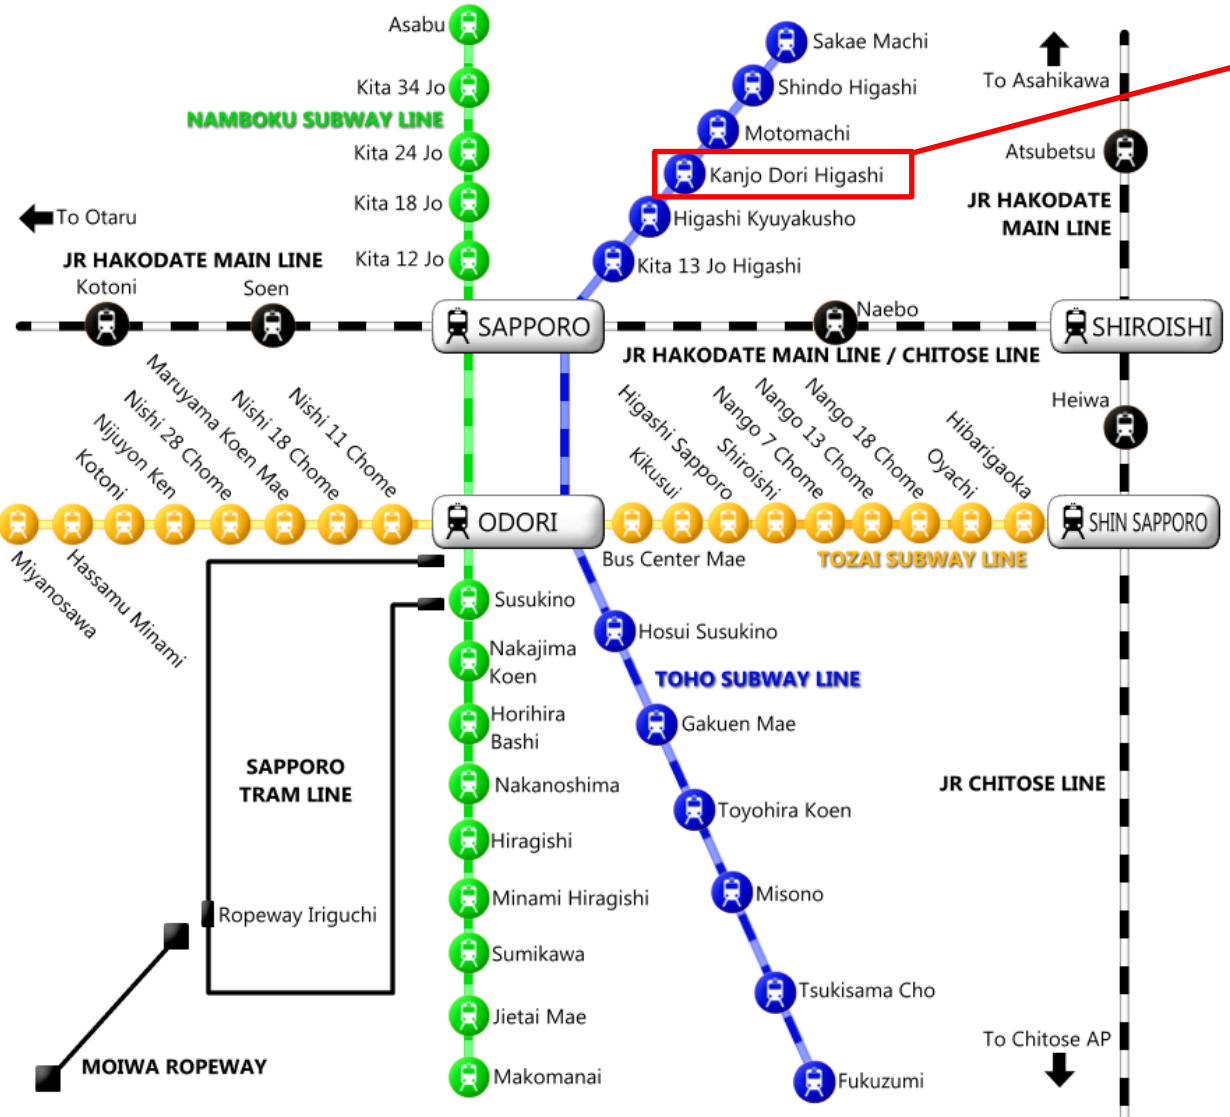 Asabu
Kita 34 Jo
NAMBOKU SUBWAY LINE
Kita 24 Jo
Kita 18 Jo
Kita 12 Jo
Sakae Machi
Shindo Higashi
Motomachi
Kanjo Dori Higashi
Higashi Kyuyakusho
Kita 13 Jo Higashi
To Asahikawa
Atsubetsu
JR HAKODATE
MAIN LINE
To Otaru
JR HAKODATE MAIN LINE
Kotoni
Soen
SAPPORO
Naebo
SHIROISHI
JR HAKODATE MAIN LINE / CHITOSE LINE
Heiwa
Miyanosawa
Hassamu Minami
Kotoni
Nijuyon Ken
Nishi 28 Chome
Maruyama Koen Mae
Nishi 18 Chome
Nishi 11 Chome
ODORI
Bus Center Mae
Kikusui
Higashi Sapporo
Shiroishi
Nango 7 Chome
Nango 13 Chome
Nango 18 Chome
Oyachi
Hibarigaoka
SHIN SAPPORO
TOZAI SUBWAY LINE
Susukino
Nakajima
Koen
Horihira
Bashi
Nakanoshima
Hiragishi
Minami Hiragishi
Sumikawa
Jietai Mae
Makomanai
Hosui Susukino
TOHO SUBWAY LINE
Gakuen Mae
Toyohira Koen
Misono
Tsukisama Cho
Fukuzumi
SAPPORO
TRAM LINE
Ropeway Iriguchi
MOIWA ROPEWAY
JR CHITOSE LINE
To Chitose AP